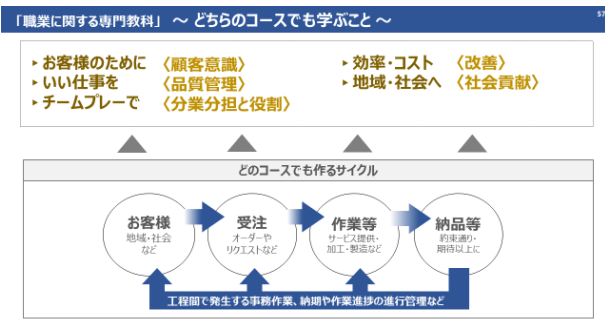 「職業に関する専門教科」 ～ どちらのコースでも学ぶこと ～
57
▸ お客様のために 〈顧客意識〉
▸ いい仕事を 〈品質管理〉
▸ チームプレーで 〈分業分担と役割〉
▸ 効率・コスト 〈改善〉
▸ 地域・社会へ 〈社会貢献〉
どのコースでも作るサイクル
お客様
地域・社会
など
受注
オーダーや
リクエストなど
作業等
サービス提供・
加工・製造など
納品等
約束通り・
期待以上に
工程間で発生する事務作業、納期や作業進捗の進行管理など